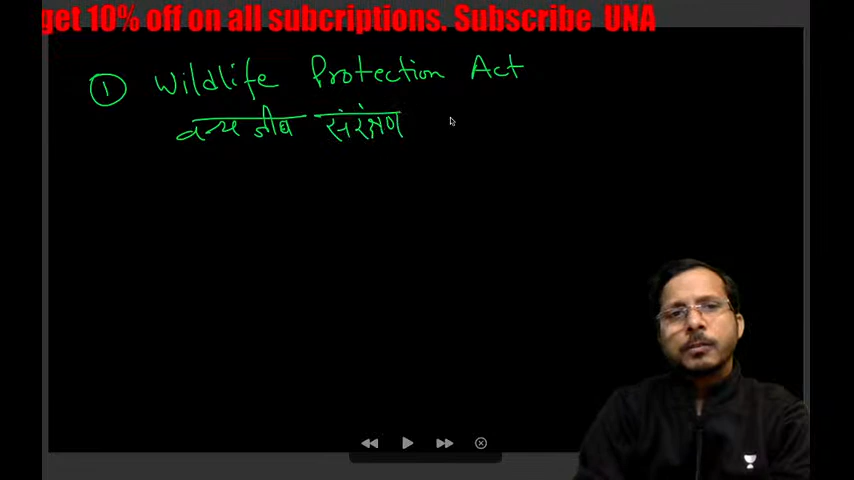 get 10% off on all subcriptions. Subscribe UNA
1 Wildlife Protection Act
वन्य जीव संरक्षण